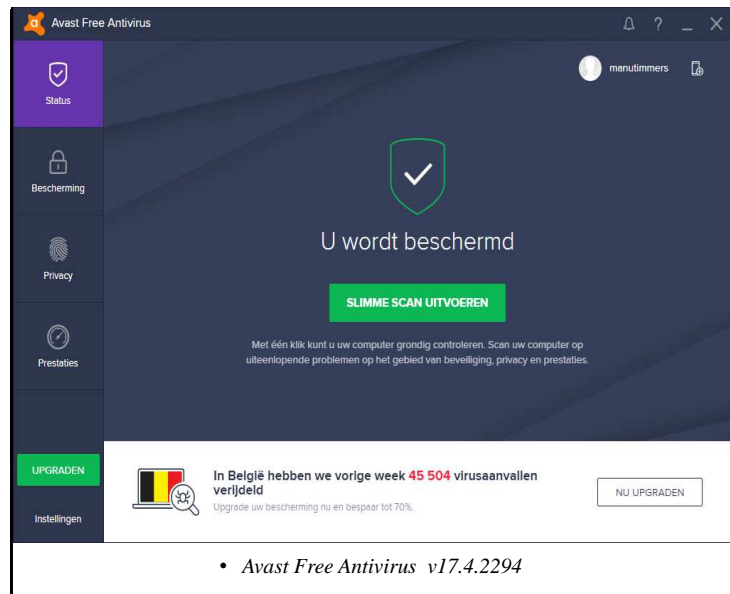 Avast Free Antivirus
?
manutimmers
Status
Bescherming
Privacy
Prestaties
UPGRADEN
Instellingen
U wordt beschermd
SLIMME SCAN UITVOEREN
Met één klik kunt u uw computer grondig controleren. Scan uw computer op
uiteenlopende problemen op het gebied van beveiliging, privacy en prestaties.
In België hebben we vorige week 45 504 virusaanvallen
verijdeld
Upgrade uw bescherming nu en bespaar tot 70%.
NU UPGRADEN
• Avast Free Antivirus v17.4.2294